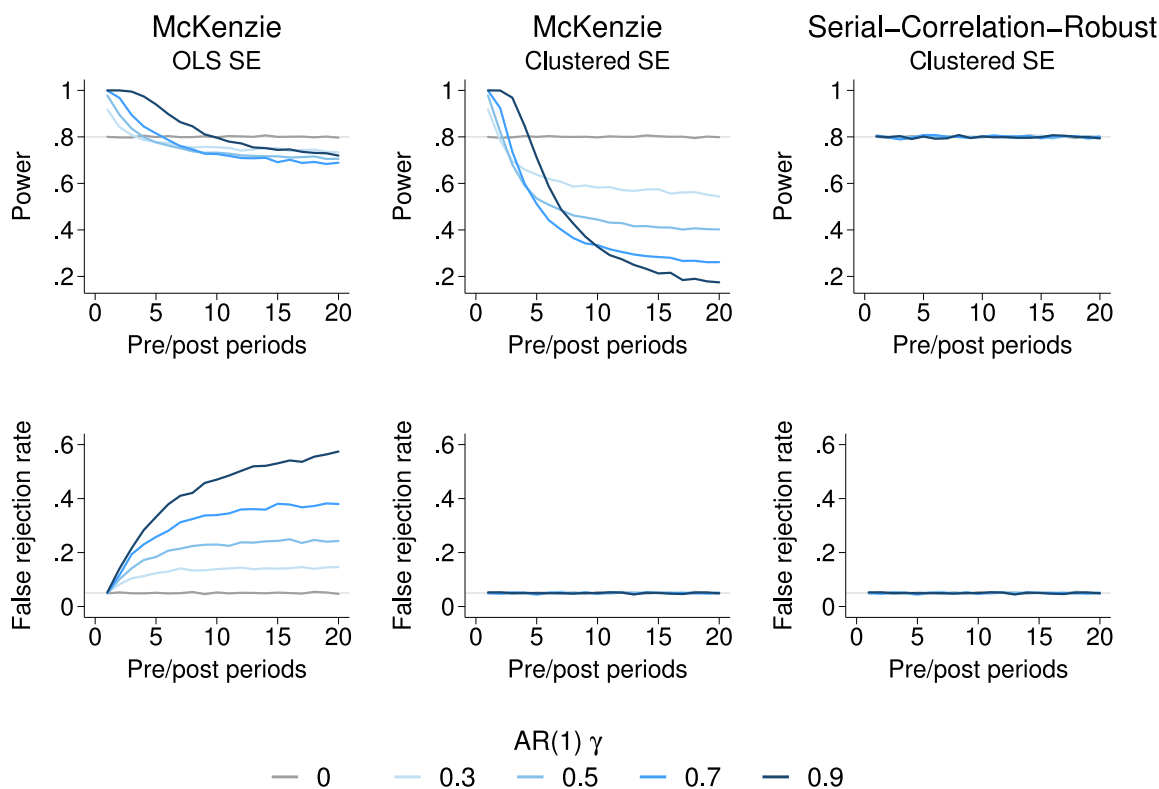 McKenzie
OLS SE
McKenzie
Clustered SE
Serial−Correlation−Robust
Clustered SE
Power
1
.8
.6
.4
.2
0 5 10 15 20
Pre/post periods
Power
1
.8
.6
.4
.2
0 5 10 15 20
Pre/post periods
Power
1
.8
.6
.4
.2
0 5 10 15 20
Pre/post periods
False rejection rate
.6
.4
.2
0
0 5 10 15 20
Pre/post periods
False rejection rate
.6
.4
.2
0
0 5 10 15 20
Pre/post periods
False rejection rate
.6
.4
.2
0
0 5 10 15 20
Pre/post periods
AR(1) γ
0 0.3 0.5 0.7 0.9